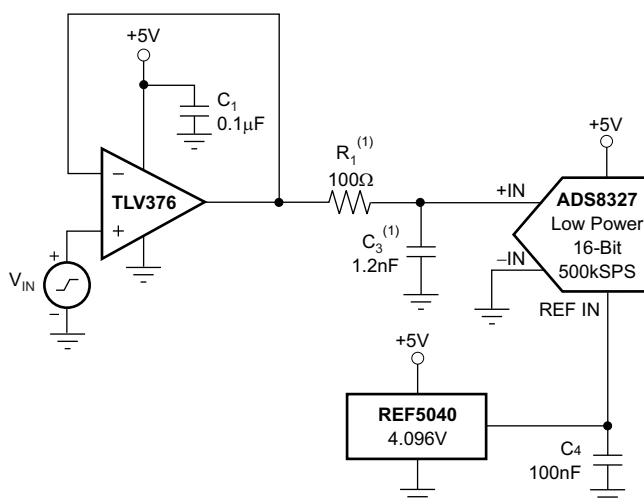 +5V
C1
0.1μF
R1(1)
100Ω
−
TLV376
+
C3(1)
1.2nF
+
VIN
−
+5V
+IN
ADS8327
Low Power
16-Bit
−IN
500kSPS
REF IN
+5V
REF5040
4.096V
C4
100nF